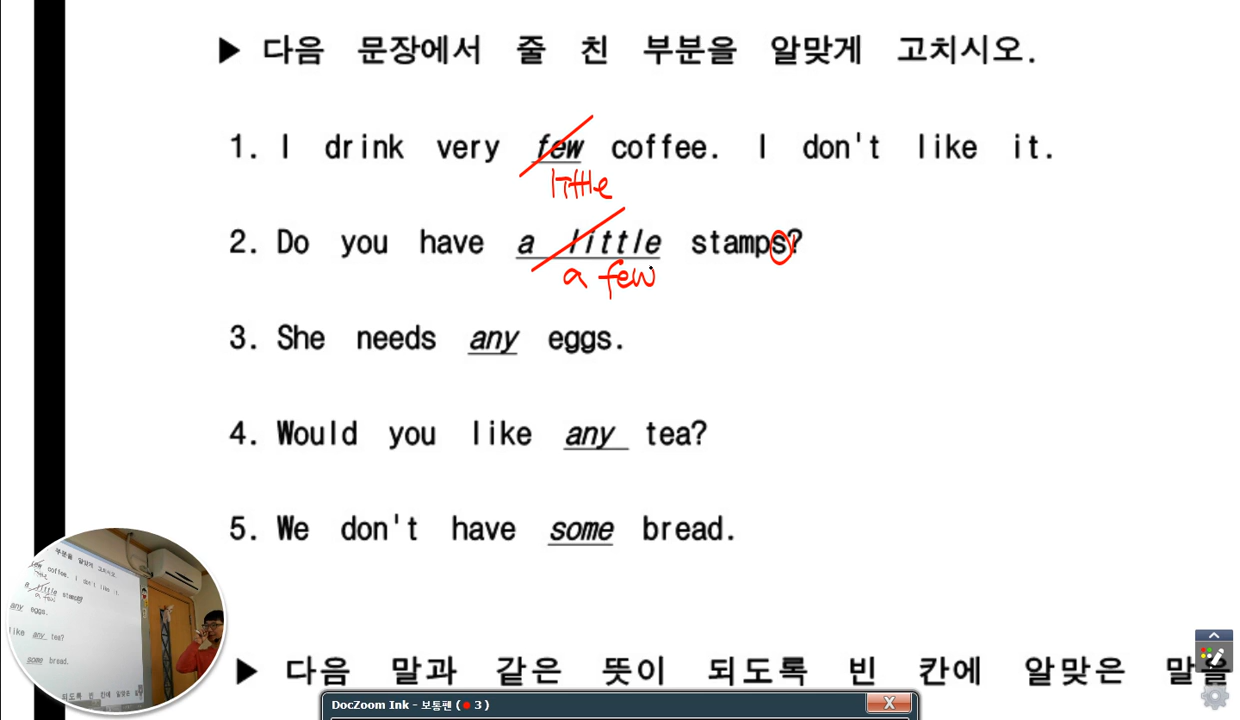 ▶ 다음 문장에서 줄 친 부분을 알맞게 고치시오.
1. I drink very few coffee. I don't like it.
little
2. Do you have a little stamps?
a few
3. She needs any eggs.
4. Would you like any tea?
5. We don't have some bread.
▶ 다음 말과 같은 뜻이 되도록 빈 칸에 알맞은 말을
DocZoom Ink - 보통펜 ( 3 )